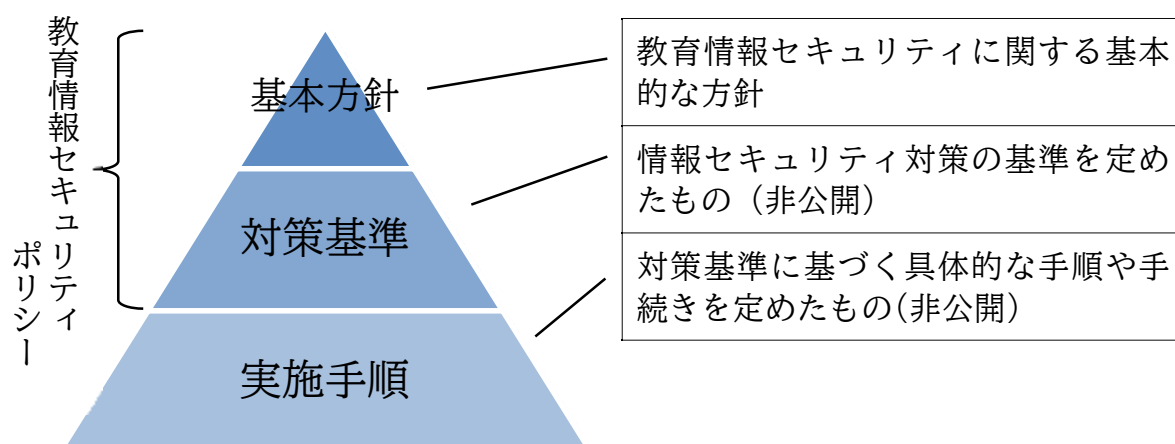 教育情報セキュリティ
ポリシー
基本方針
対策基準
実施手順
教育情報セキュリティに関する基本
的な方針
情報セキュリティ対策の基準を定め
たもの（非公開）
対策基準に基づく具体的な手順や手
続きを定めたもの(非公開)